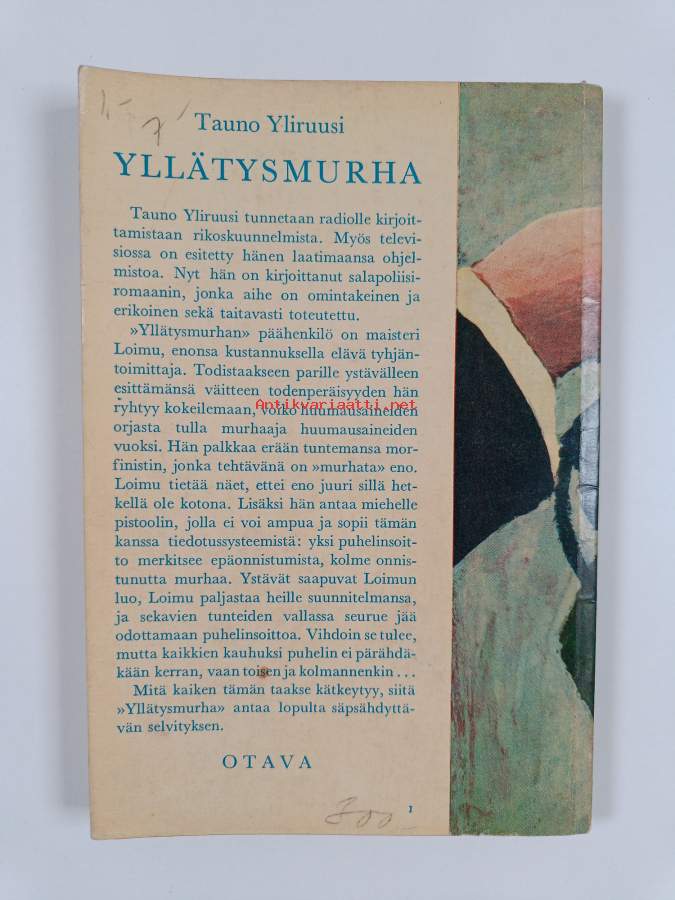 1,-
7
Tauno Yliruusi
YLLÄTYSMURHA
Tauno Yliruusi tunnetaan radiolle kirjoit-
tamistaan rikoskuunnelmista. Myös televi-
siossa on esitetty hänen laatimaansa ohjel-
mistoa. Nyt hän on kirjoittanut salapoliisi-
romaanin, jonka aihe on omintakeinen ja
erikoinen sekä taitavasti toteutettu.
»Yllätysmurhan» päähenkilö on maisteri
Loimu, enonsa kustannuksella elävä tyhjän-
toimittaja. Todistaakseen parille ystävälleen
esittämänsä väitteen todenperäisyyden hän
ryhtyy kokeilemaan, voiko huumausaineiden
Antikvariaatti.net
orjasta tulla murhaaja huumausaineiden
vuoksi. Hän palkkaa erään tuntemansa mor-
finistin, jonka tehtävänä on »murhata» eno.
Loimu tietää näet, ettei eno juuri sillä het-
kellä ole kotona. Lisäksi hän antaa miehelle
pistoolin, jolla ei voi ampua ja sopii tämän
kanssa tiedotussysteemistä: yksi puhelinsoit-
to merkitsee epäonnistumista, kolme onnis-
tunutta murhaa. Ystävät saapuvat Loimun
luo, Loimu paljastaa heille suunnitelmansa,
ja sekavien tunteiden vallassa seurue jää
odottamaan puhelinsoittoa. Vihdoin se tulee,
mutta kaikkien kauhuksi puhelin ei pärähdä-
kään kerran, vaan toisen ja kolmannenkin . . .
Mitä kaiken tämän taakse kätkeytyy, siitä
»Yllätysmurha» antaa lopulta säpsähdyttä-
vän selvityksen.
OTAVA
300
1